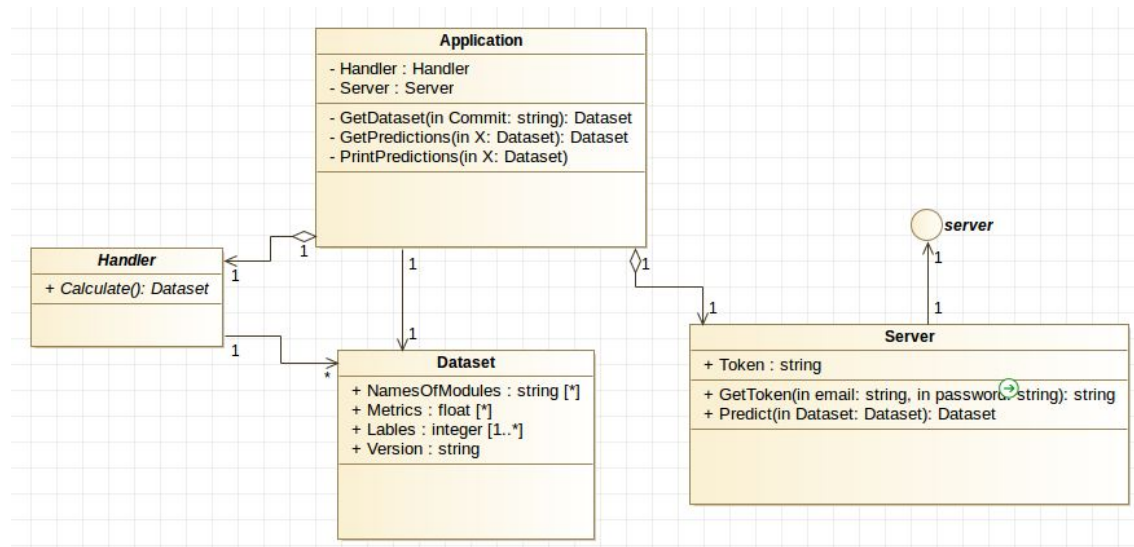 Application
- Handler : Handler
- Server : Server
- GetDataset(in Commit: string): Dataset
- GetPredictions(in X: Dataset): Dataset
- PrintPredictions(in X: Dataset)
1
1
Handler
+ Calculate(): Dataset
1
*
1
1
Dataset
+ NamesOfModules : string [*]
+ Metrics : float [*]
+ Lables : integer [1..*]
+ Version : string
1
1
server
1
1
Server
+ Token : string
+ GetToken(in email: string, in password: string): string
+ Predict(in Dataset: Dataset): Dataset